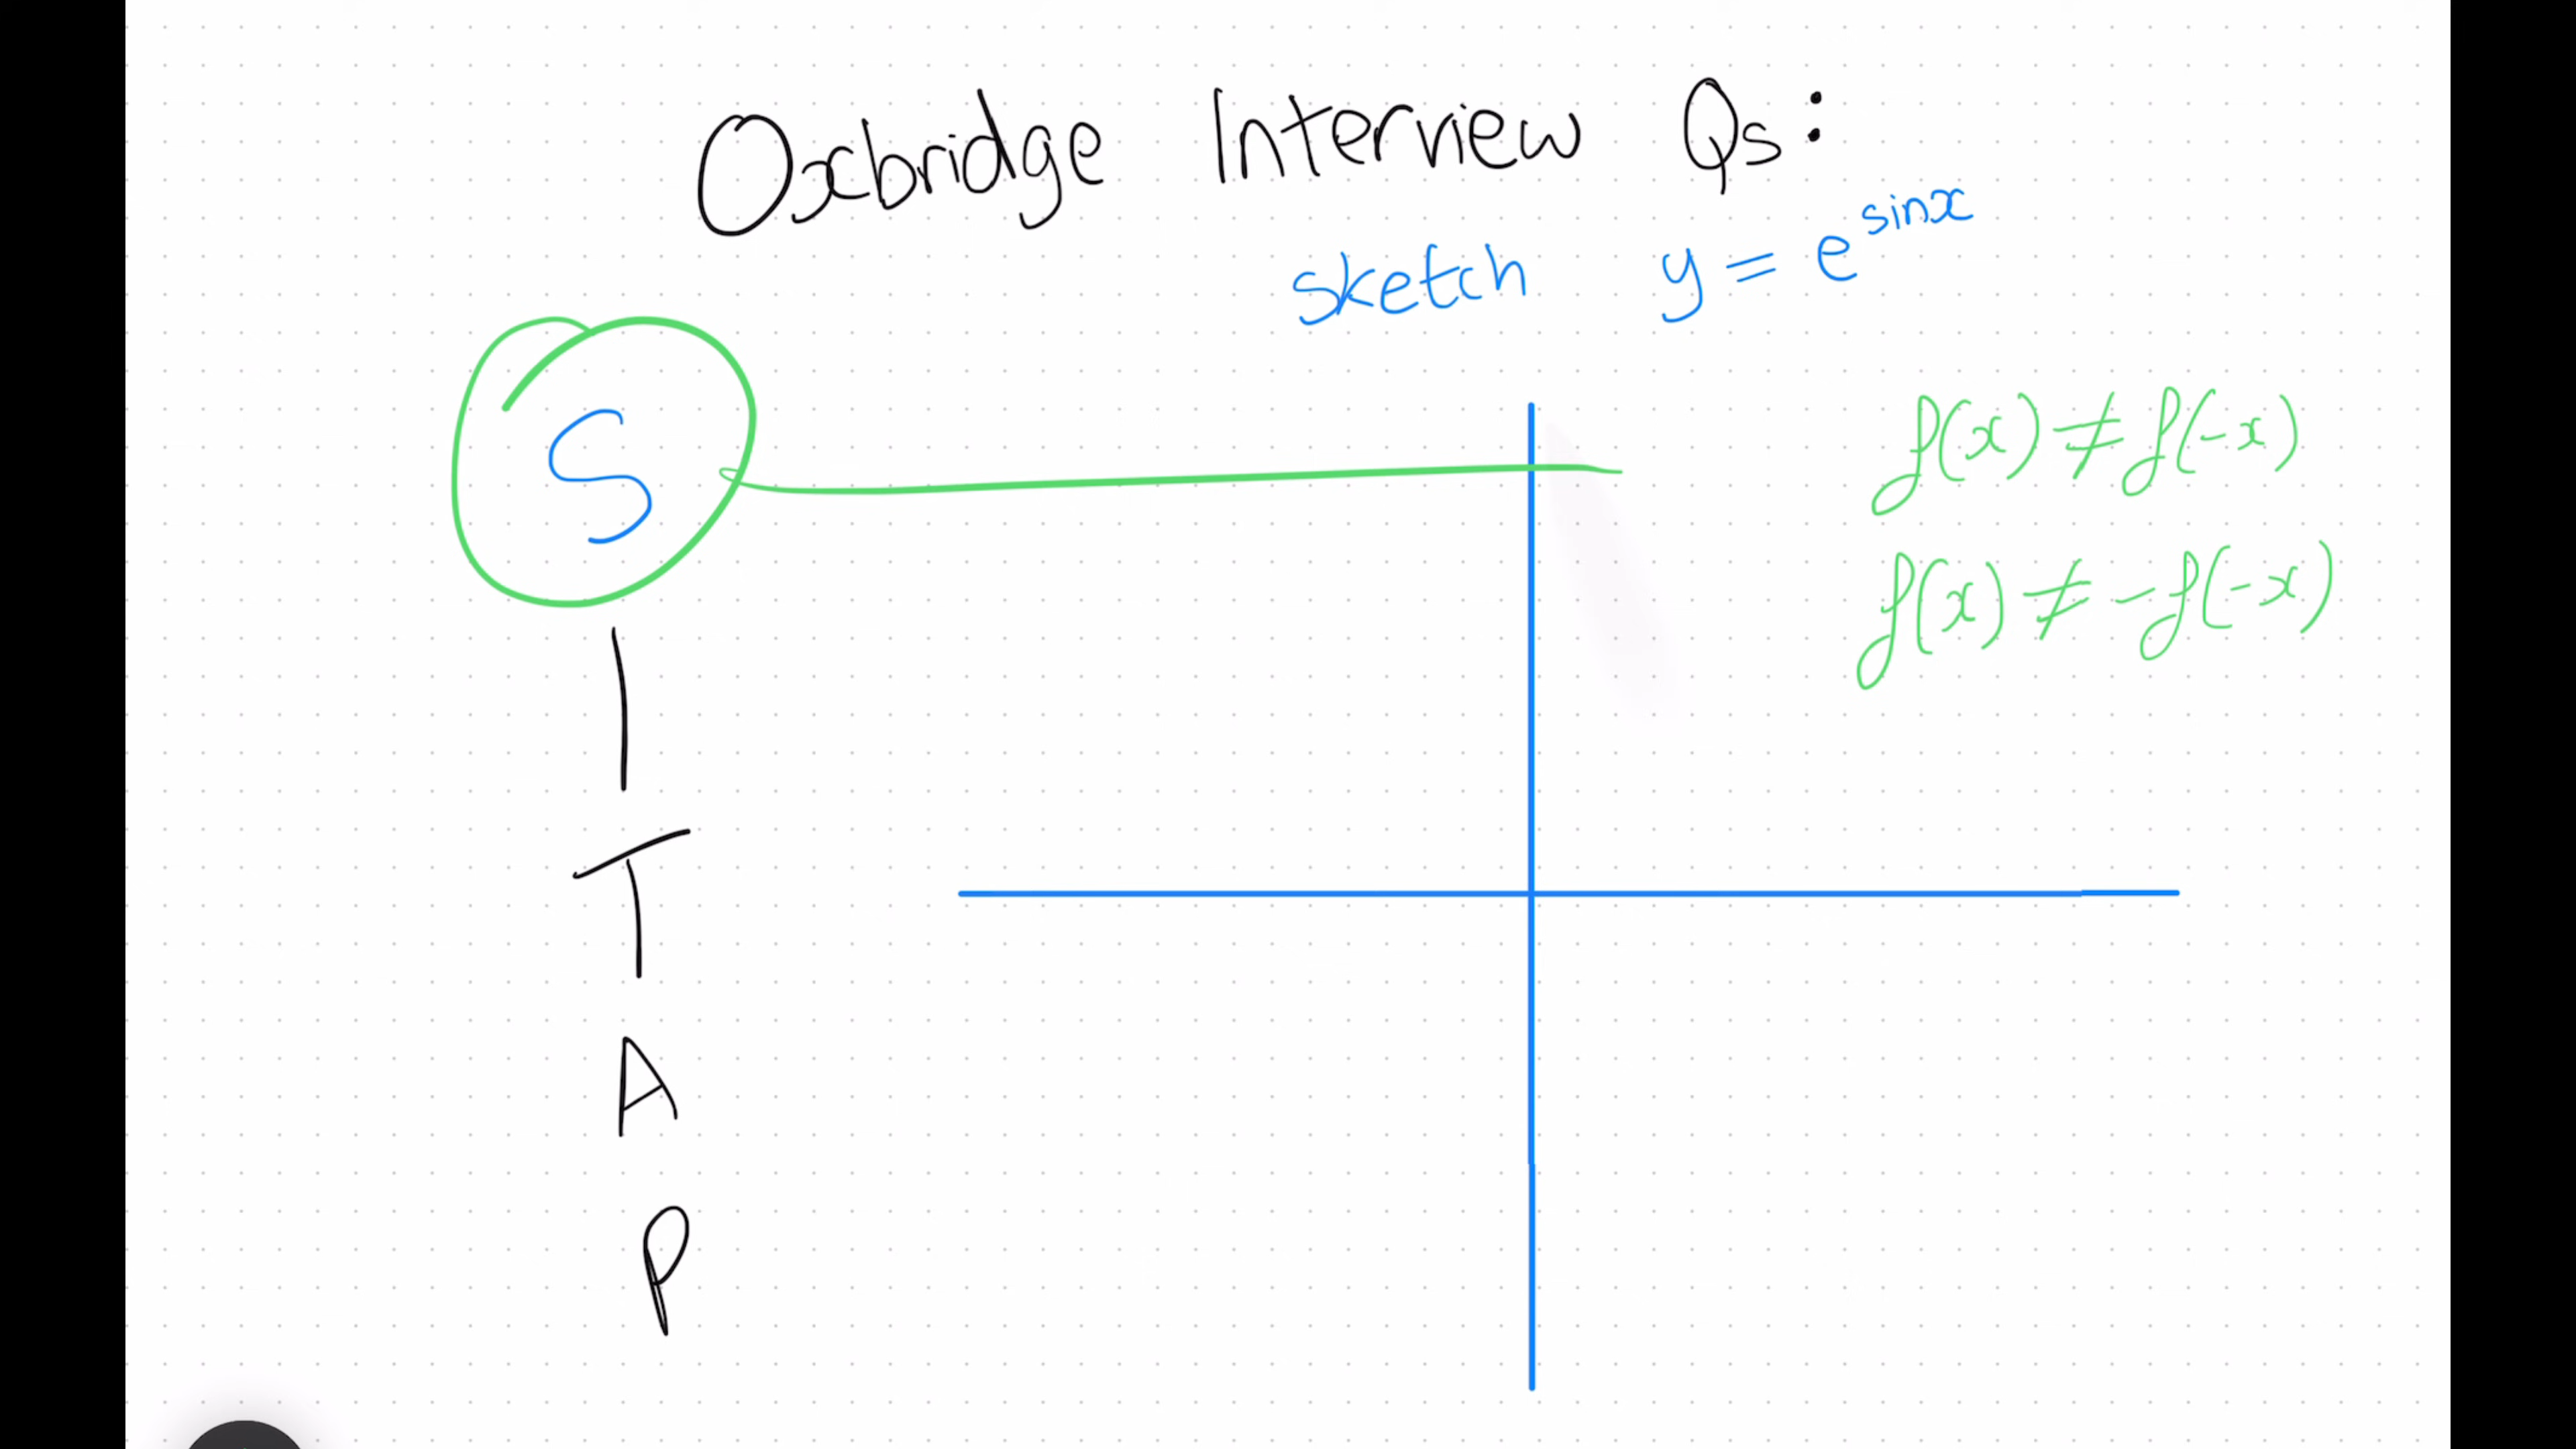 Oxbridge Interview Qs:
sketch y = e^sinx
S
I
T
A
P
f(x) ≠ f(-x)
f(x) ≠ -f(-x)